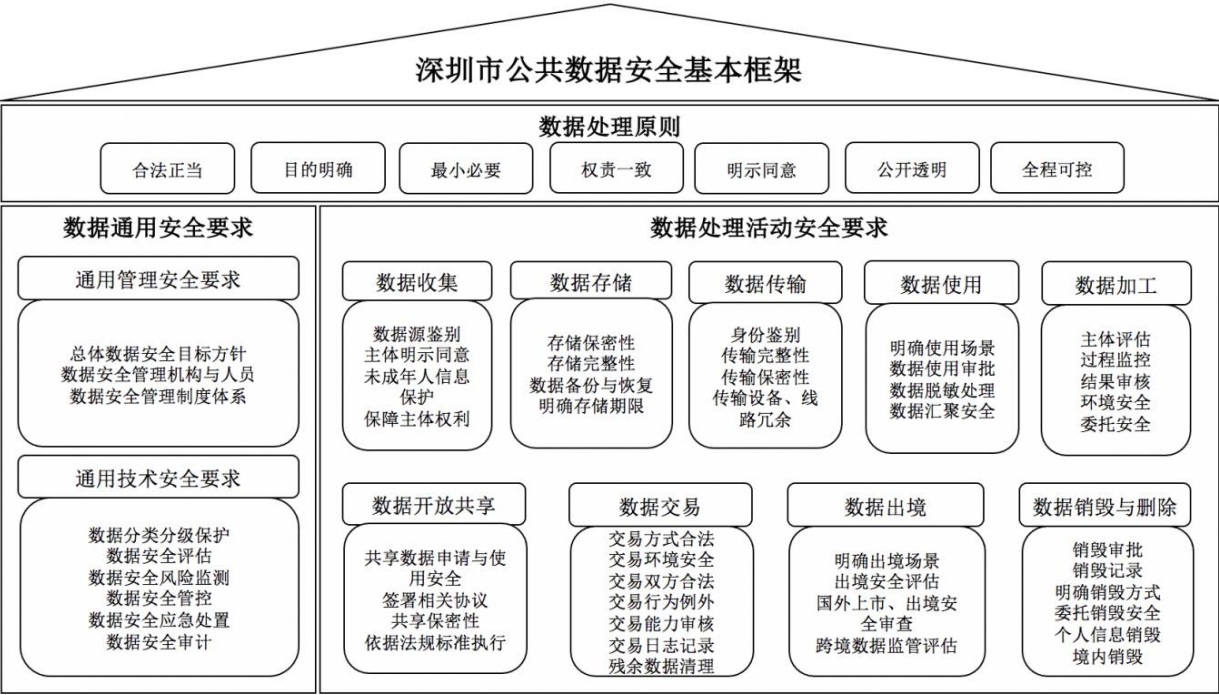 深圳市公共数据安全基本框架
数据处理原则
合法正当
目的明确
最小必要
权责一致
明示同意
公开透明
全程可控
数据通用安全要求
通用管理安全要求
总体数据安全目标方针
数据安全管理机构与人员
数据安全管理制度体系
通用技术安全要求
数据分类分级保护
数据安全评估
数据安全风险监测
数据安全管控
数据安全应急处置
数据安全审计
数据处理活动安全要求
数据收集
数据源鉴别
主体明示同意
未成年人信息
保护
保障主体权利
数据存储
存储保密性
存储完整性
数据备份与恢复
明确存储期限
数据传输
身份鉴别
传输完整性
传输保密性
传输设备、线
路冗余
数据使用
明确使用场景
数据使用审批
数据脱敏处理
数据汇聚安全
数据加工
主体评估
过程监控
结果审核
环境安全
委托安全
数据开放共享
共享数据申请与使
用安全
签署相关协议
共享保密性
依据法规标准执行
数据交易
交易方式合法
交易环境安全
交易双方合法
交易行为例外
交易能力审核
交易日志记录
残余数据清理
数据出境
明确出境场景
出境安全评估
国外上市、出境安
全审查
跨境数据监管评估
数据销毁与删除
销毁审批
销毁记录
明确销毁方式
委托销毁安全
个人信息销毁
境内销毁